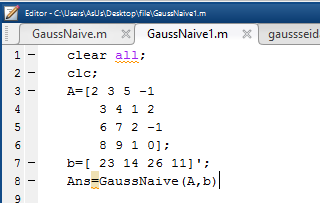 Editor - C:\Users\AsUs\Desktop\file\GaussNaive1.m
GaussNaive.m × GaussNaive1.m × gaussseid
1 - clear all;
2 - clc;
3 - A=[2 3 5 -1
4 3 4 1 2
5 6 7 2 -1
6 8 9 1 0];
7 - b=[ 23 14 26 11]';
8 - Ans=GaussNaive(A,b)